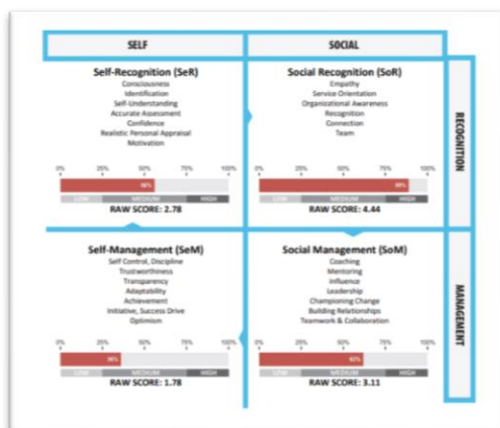 SELF
SOCIAL
Self-Recognition (SeR)
Consciousness
Identification
Self-Understanding
Accurate Assessment
Confidence
Realistic Personal Appraisal
Motivation
0% 25% 50% 75% 100%
56%
LOW MEDIUM HIGH
RAW SCORE: 2.78
Social Recognition (SoR)
Empathy
Service Orientation
Organizational Awareness
Recognition
Connection
Team
0% 25% 50% 75% 100%
89%
LOW MEDIUM HIGH
RAW SCORE: 4.44
RECOGNITION
Self-Management (SeM)
Self Control, Discipline
Trustworthiness
Transparency
Adaptability
Achievement
Initiative, Success Drive
Optimism
0% 25% 50% 75% 100%
36%
LOW MEDIUM HIGH
RAW SCORE: 1.78
Social Management (SoM)
Coaching
Mentoring
Influence
Leadership
Championing Change
Building Relationships
Teamwork & Collaboration
0% 25% 50% 75% 100%
62%
LOW MEDIUM HIGH
RAW SCORE: 3.11
MANAGEMENT